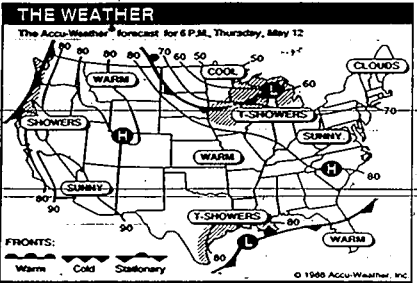 THE WEATHER
The Accu-Weather forecast for 6 P.M., Thursday, May 12
80 80 80 80 70 60 50 50
WARM COOL CLOUDS
L 60
T-SHOWERS 70
SHOWERS H SUNNY
WARM H
SUNNY 80
80
90 90 T-SHOWERS 80
L WARM
80
FRONTS:
Warm Cold Stationary
© 1988 Accu-Weather, Inc.